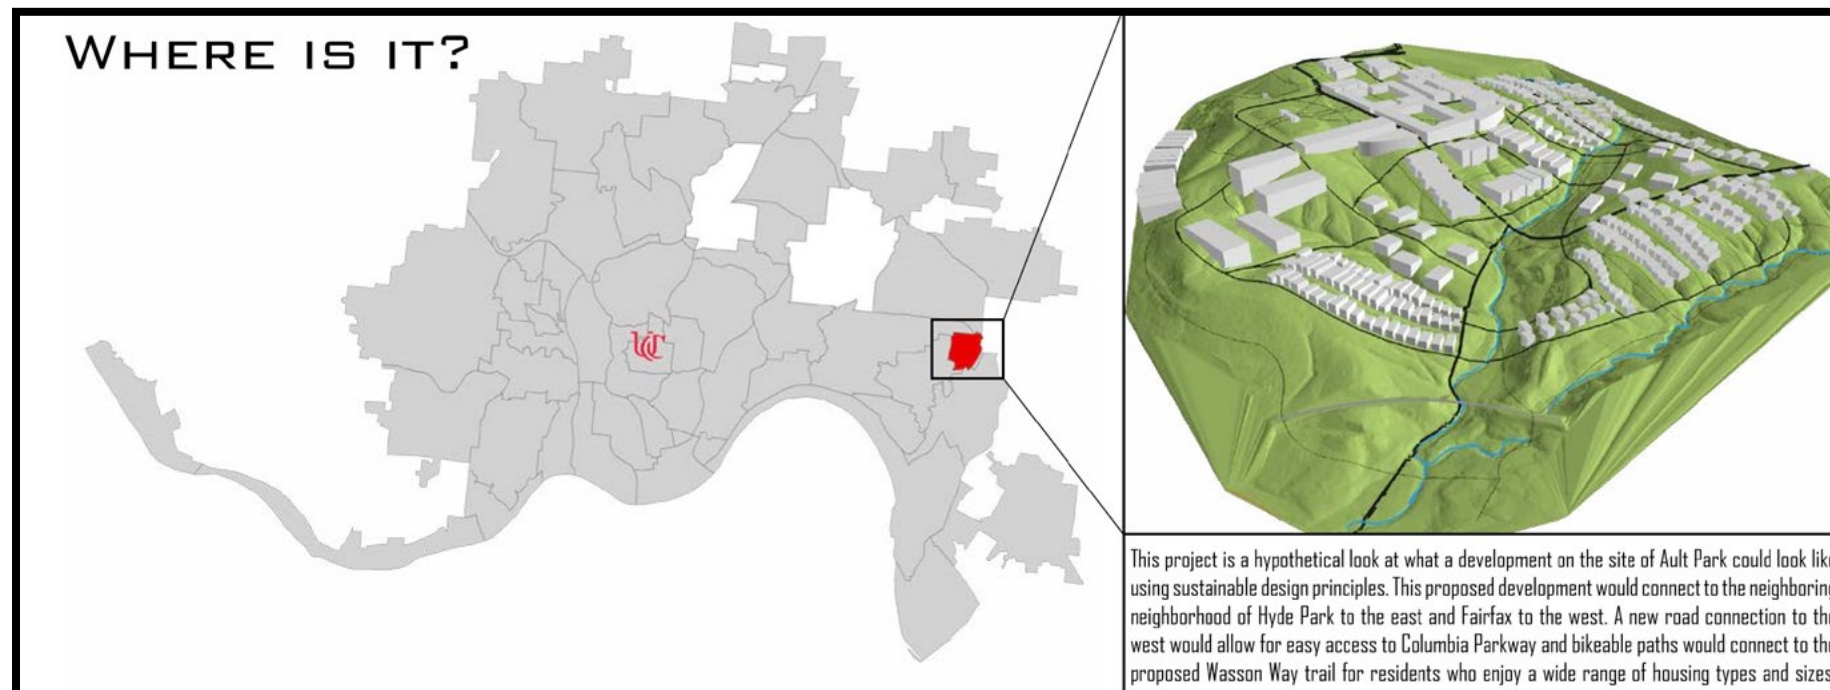 WHERE IS IT?
UC
This project is a hypothetical look at what a development on the site of Ault Park could look like
using sustainable design principles. This proposed development would connect to the neighboring
neighborhood of Hyde Park to the east and Fairfax to the west. A new road connection to the
west would allow for easy access to Columbia Parkway and bikeable paths would connect to the
proposed Wasson Way trail for residents who enjoy a wide range of housing types and sizes